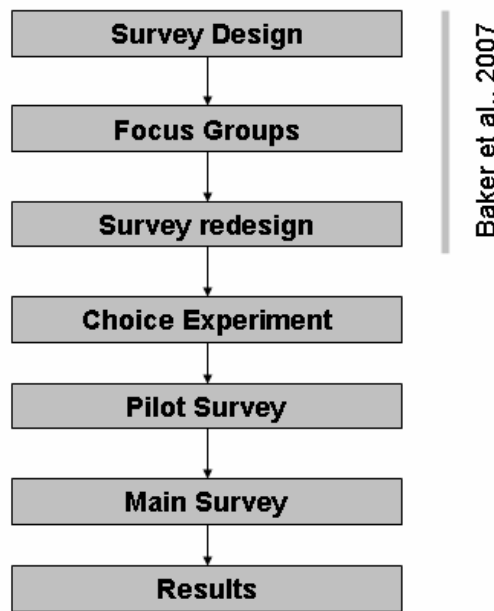 Survey Design
Focus Groups
Survey redesign
Choice Experiment
Pilot Survey
Main Survey
Results
Baker et al., 2007